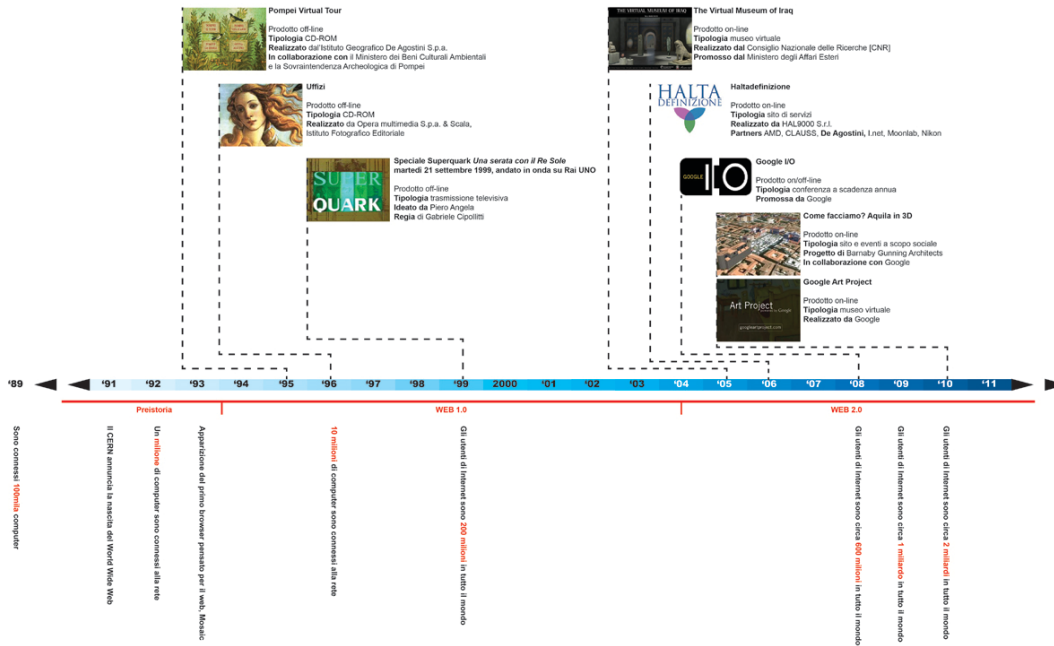 Pompei Virtual Tour
Prodotto off-line
Tipologia CD-ROM
Realizzato dal'Istituto Geografico De Agostini S.p.a.
In collaborazione con il Ministero dei Beni Culturali Ambientali
e la Sovraintendenza Archeologica di Pompei
Uffizi
Prodotto off-line
Tipologia CD-ROM
Realizzato da Opera multimedia S.p.a. & Scala,
Istituto Fotografico Editoriale
SUPER
QUARK
Speciale Superquark Una serata con il Re Sole
martedì 21 settembre 1999, andato in onda su Rai UNO
Prodotto off-line
Tipologia trasmissione televisiva
Ideato da Piero Angela
Regia di Gabriele Cipollitti
THE VIRTUAL MUSEUM OF IRAQ
The Virtual Museum of Iraq
Prodotto on-line
Tipologia museo virtuale
Realizzato dal Consiglio Nazionale delle Ricerche [CNR]
Promosso dal Ministero degli Affari Esteri
HALTA
DEFINIZIONE
Haltadefinizione
Prodotto on-line
Tipologia sito di servizi
Realizzato da HAL9000 S.r.l.
Partners AMD, CLAUSS, De Agostini, I.net, Moonlab, Nikon
GOOGLE I/O
Google I/O
Prodotto on/off-line
Tipologia conferenza a scadenza annua
Promossa da Google
Come facciamo? Aquila in 3D
Prodotto on-line
Tipologia sito e eventi a scopo sociale
Progetto di Barnaby Gunning Architects
In collaborazione con Google
Art Project
googleartproject.com
Google Art Project
Prodotto on-line
Tipologia museo virtuale
Realizzato da Google
'89 '91 '92 '93 '94 '95 '96 '97 '98 '99 2000 '01 '02 '03 '04 '05 '06 '07 '08 '09 '10 '11
Preistoria WEB 1.0 WEB 2.0
Sono connessi 100mila computer
Il CERN annuncia la nascita del World Wide Web
Un milione di computer sono connessi alla rete
Apparizione del primo browser pensato per il web, Mosaic
10 milioni di computer sono connessi alla rete
Gli utenti di Internet sono 200 milioni in tutto il mondo
Gli utenti di Internet sono circa 600 milioni in tutto il mondo
Gli utenti di Internet sono circa 1 miliardo in tutto il mondo
Gli utenti di Internet sono circa 2 miliardi in tutto il mondo